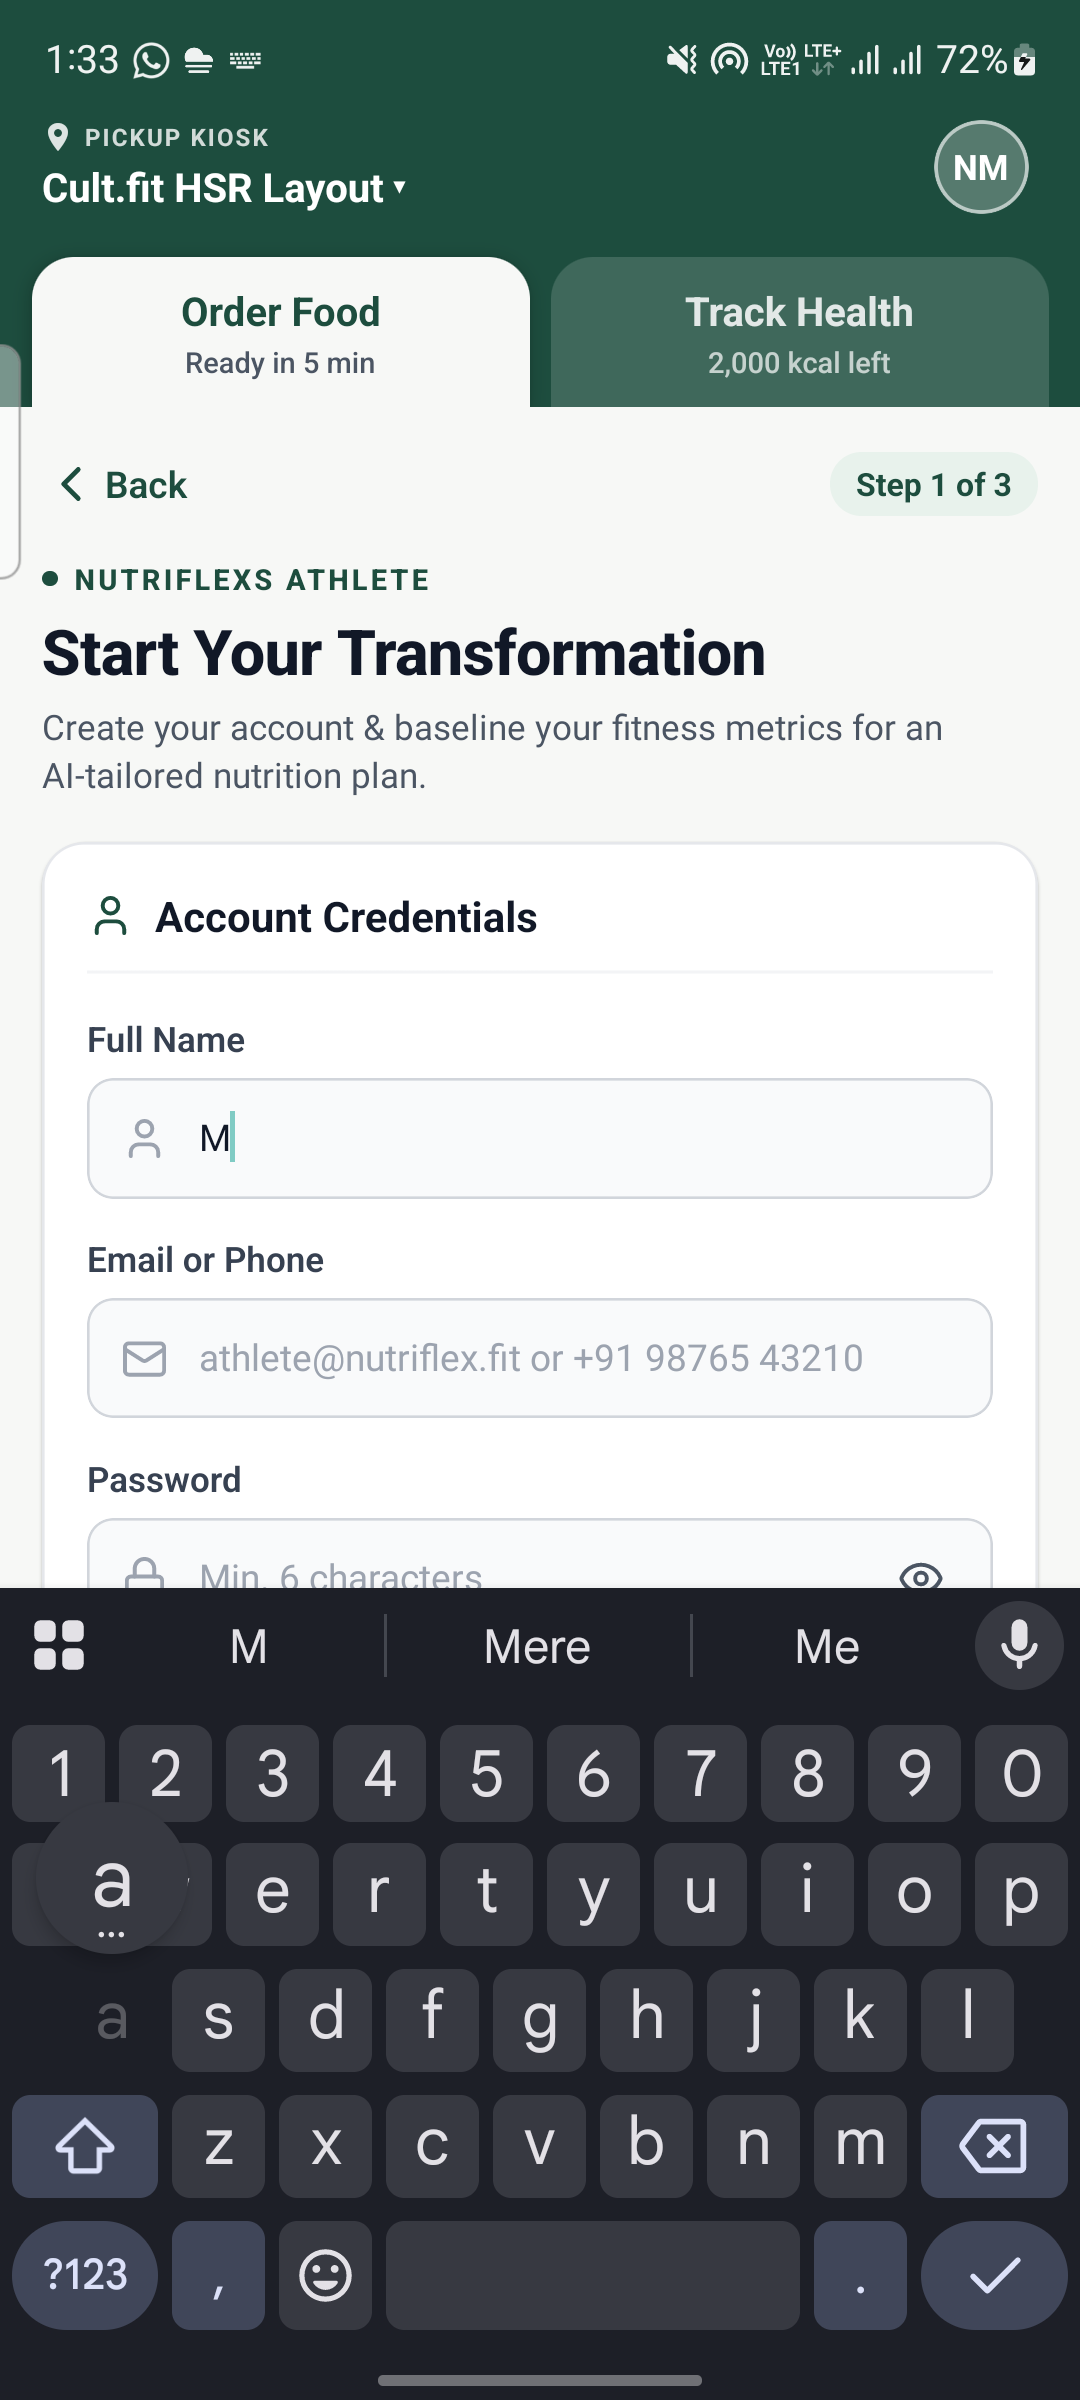 1:33
Vo)) LTE+
LTE1
72%
PICKUP KIOSK
Cult.fit HSR Layout
NM
Order Food
Ready in 5 min
Track Health
2,000 kcal left
Back
Step 1 of 3
NUTRIFLEXS ATHLETE
Start Your Transformation
Create your account & baseline your fitness metrics for an
AI-tailored nutrition plan.
Account Credentials
Full Name
M
Email or Phone
athlete@nutriflex.fit or +91 98765 43210
Password
Min. 6 characters
M Mere Me
1 2 3 4 5 6 7 8 9 0
a
...
e r t y u i o p
a s d f g h j k l
z x c v b n m
?123 , .